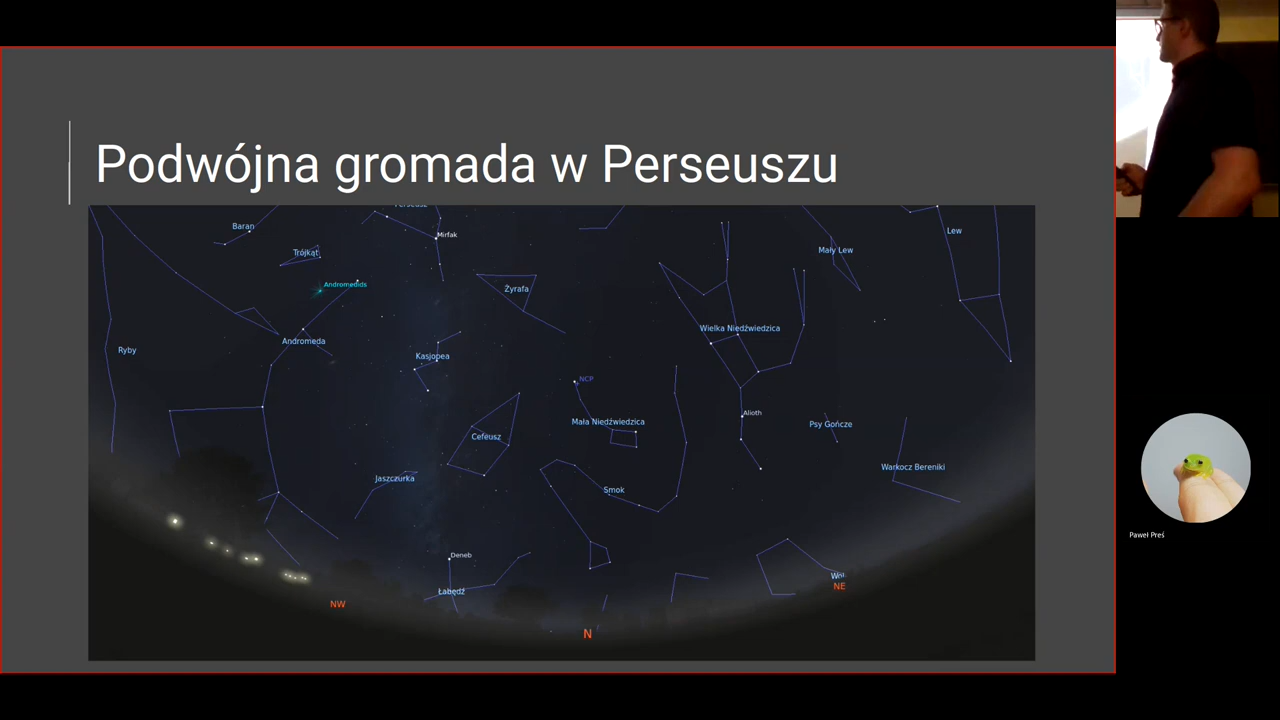 Podwójna gromada w Perseuszu
Perseusz
Baran
Mirfak
Lew
Trójkąt
Mały Lew
Andromedids
Żyrafa
Wielka Niedźwiedzica
Andromeda
Ryby
Kasjopea
NCP
Alioth
Mała Niedźwiedzica
Psy Gończe
Cefeusz
Warkocz Bereniki
Jaszczurka
Smok
Paweł Preś
Deneb
Łabędź
NE
NW
N